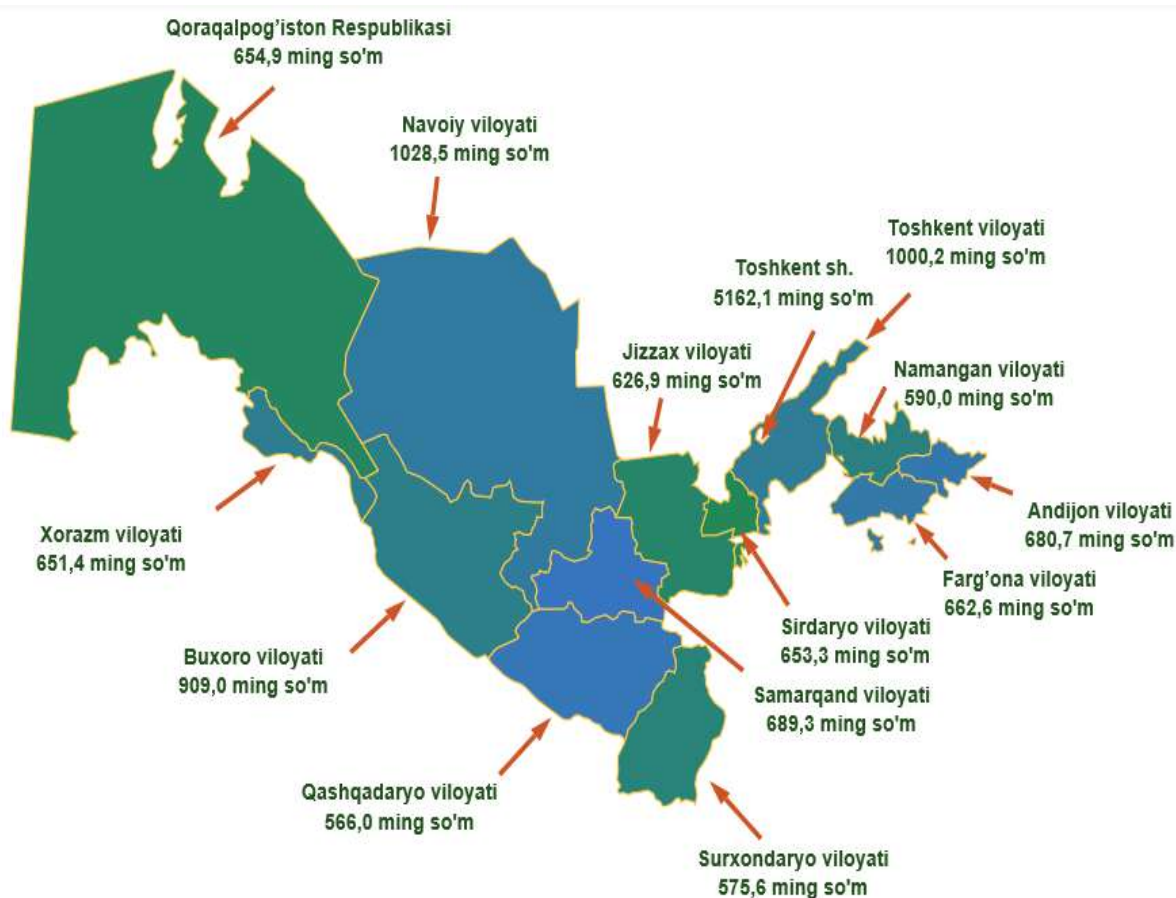 Qoraqalpog’iston Respublikasi
654,9 ming so'm
Navoiy viloyati
1028,5 ming so'm
Toshkent viloyati
1000,2 ming so'm
Toshkent sh.
5162,1 ming so'm
Jizzax viloyati
626,9 ming so'm
Namangan viloyati
590,0 ming so'm
Xorazm viloyati
651,4 ming so'm
Andijon viloyati
680,7 ming so'm
Farg’ona viloyati
662,6 ming so'm
Sirdaryo viloyati
653,3 ming so'm
Buxoro viloyati
909,0 ming so'm
Samarqand viloyati
689,3 ming so'm
Qashqadaryo viloyati
566,0 ming so'm
Surxondaryo viloyati
575,6 ming so'm